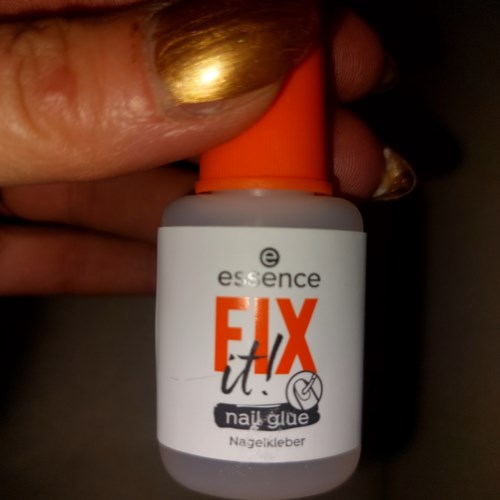 e
essence
FIX
it!
nail glue
Nagelkleber